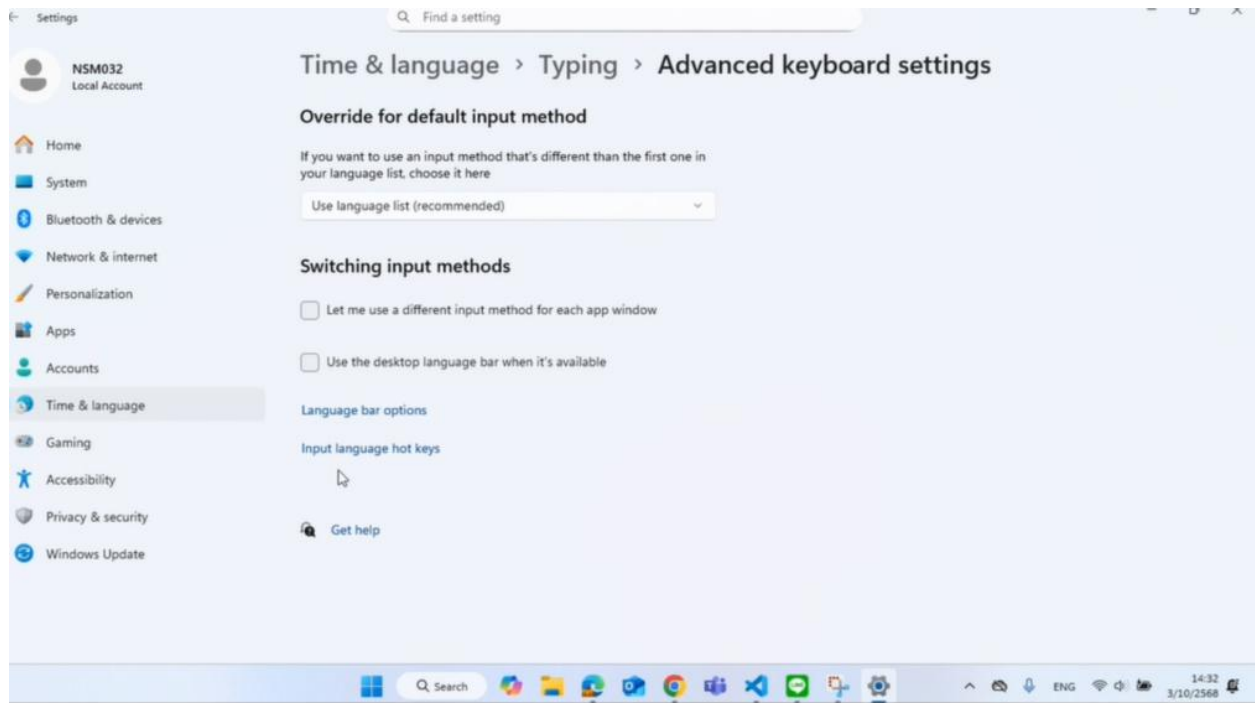 Settings
Find a setting
NSM032
Local Account
Home
System
Bluetooth & devices
Network & internet
Personalization
Apps
Accounts
Time & language
Gaming
Accessibility
Privacy & security
Windows Update
Time & language > Typing > Advanced keyboard settings
Override for default input method
If you want to use an input method that's different than the first one in
your language list, choose it here
Use language list (recommended)
Switching input methods
Let me use a different input method for each app window
Use the desktop language bar when it's available
Language bar options
Input language hot keys
Get help
Search
LINE
ENG
14:32
3/10/2568